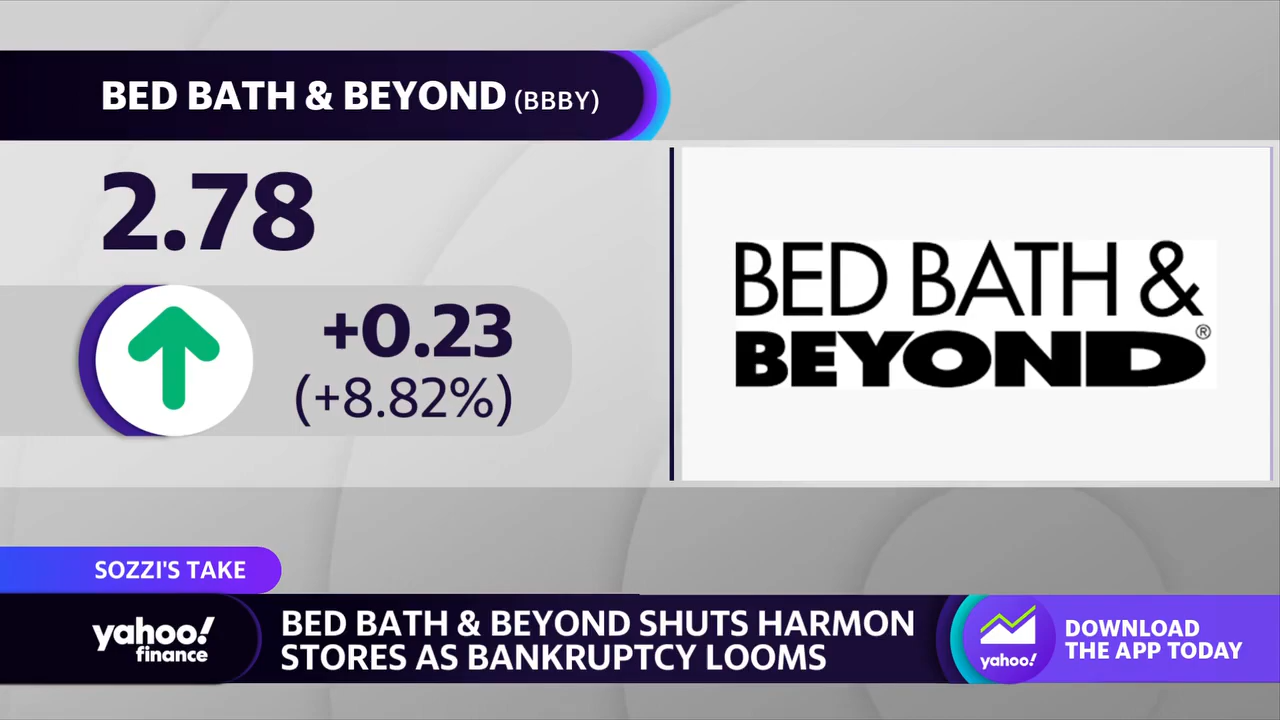 BED BATH & BEYOND (BBBY)
2.78
+0.23
(+8.82%)
BED BATH &
BEYOND®
SOZZI'S TAKE
yahoo!
finance
BED BATH & BEYOND SHUTS HARMON
STORES AS BANKRUPTCY LOOMS
yahoo!
DOWNLOAD
THE APP TODAY